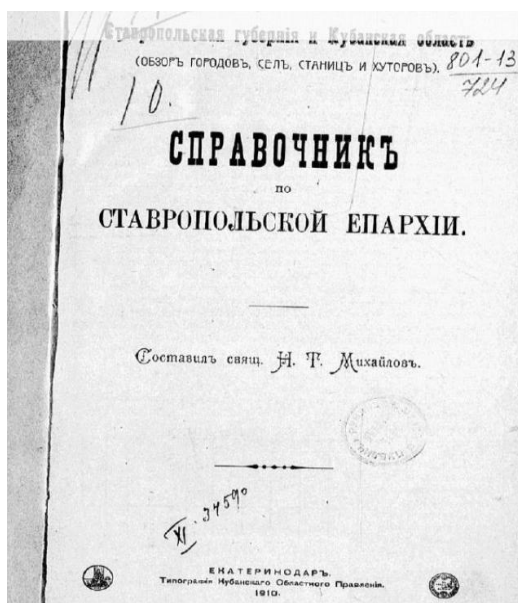 Ставропольская губернія и Кубанская область
(ОБЗОРЪ ГОРОДОВЪ, СЕЛЪ, СТАНИЦЪ И ХУТОРОВЪ).
801-13
724
10.
СПРАВОЧНИКЪ
ПО
СТАВРОПОЛЬСКОЙ ЕПАРХІИ.
Составилъ свящ. Н. Т. Михайловъ.
XI. 34590
ЕКАТЕРИНОДАРЪ.
Типографія Кубанскаго Областного Правленія.
1910.